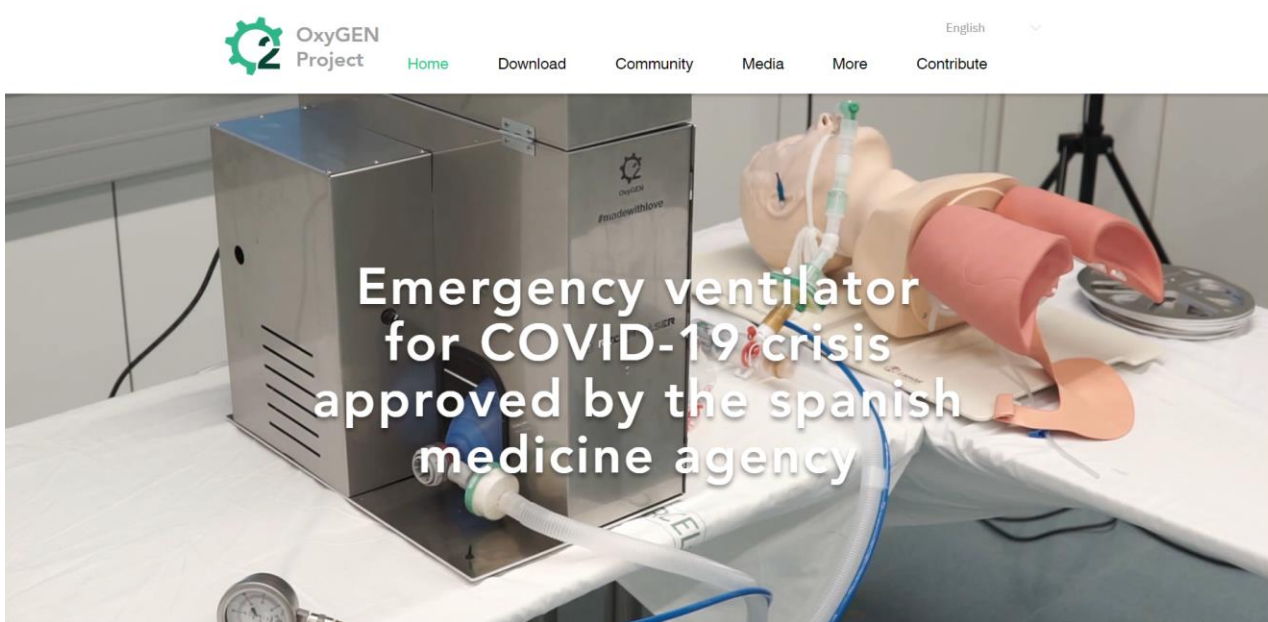 OxyGEN
Project
English
Home
Download
Community
Media
More
Contribute
2
OxyGEN
#madewithlove
Emergency ventilator
for COVID-19 crisis
approved by the spanish
medicine agency